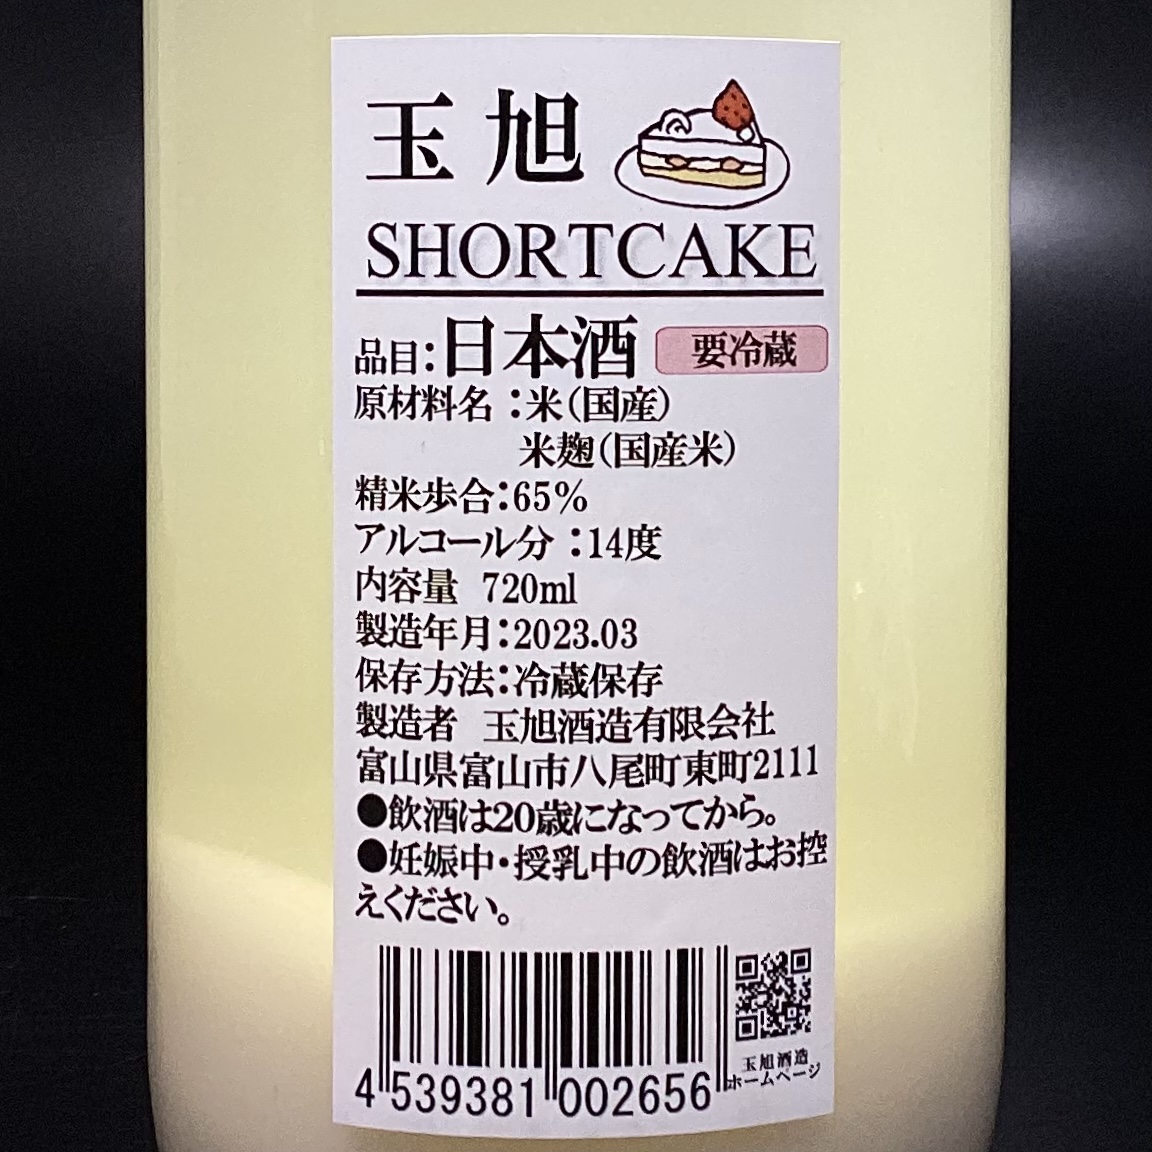 玉旭
SHORTCAKE
品目:日本酒 要冷蔵
原材料名:米(国産)
米麹(国産米)
精米歩合:65%
アルコール分:14度
内容量 720ml
製造年月:2023.03
保存方法:冷蔵保存
製造者 玉旭酒造有限会社
富山県富山市八尾町東町2111
●飲酒は20歳になってから。
●妊娠中・授乳中の飲酒はお控
えください。
4 539381 002656
玉旭酒造
ホームページ